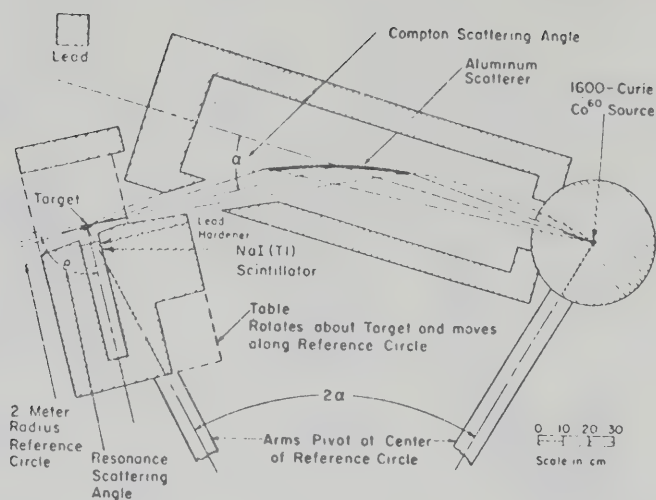 Lead
Compton Scattering Angle
Aluminum
Scatterer
1600-Curie
Co60
Source
α
Target
Lead
Hardener
NaI(Tl)
Scintillator
Table
Rotates about Target and moves
along Reference Circle
2 Meter
Radius
Reference
Circle
Resonance
Scattering
Angle
2α
Arms Pivot at Center
of Reference Circle
0 10 20 30
Scale in cm